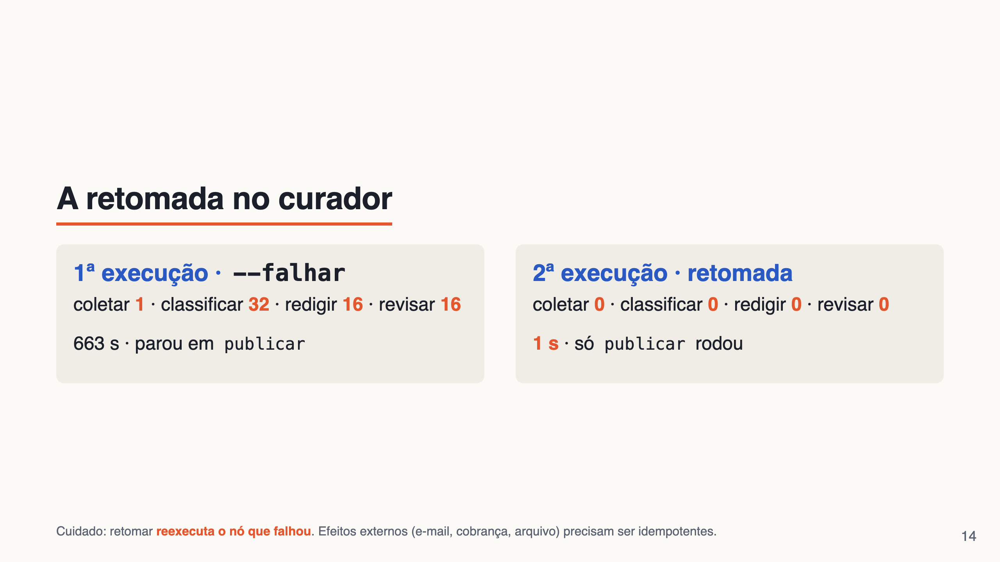 A retomada no curador
1ª execução · --falhar
coletar 1 · classificar 32 · redigir 16 · revisar 16
663 s · parou em publicar
2ª execução · retomada
coletar 0 · classificar 0 · redigir 0 · revisar 0
1 s · só publicar rodou
Cuidado: retomar reexecuta o nó que falhou. Efeitos externos (e-mail, cobrança, arquivo) precisam ser idempotentes.
14